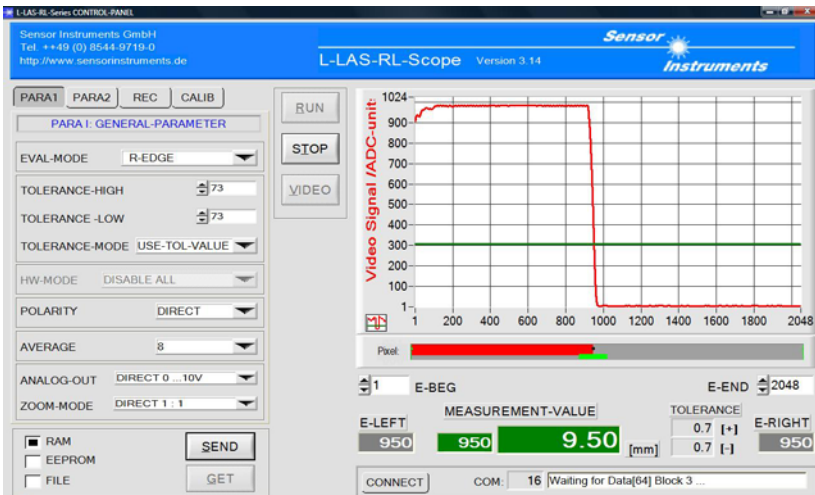 L-LAS-RL-Series CONTROL-PANEL
Sensor Instruments GmbH
Tel. ++49 (0) 8544-9719-0
http://www.sensorinstruments.de
L-LAS-RL-Scope Version 3.14
Sensor
Instruments
PARA1 PARA2 REC CALIB
PARA I: GENERAL-PARAMETER
EVAL-MODE R-EDGE
TOLERANCE-HIGH 73
TOLERANCE -LOW 73
TOLERANCE-MODE USE-TOL-VALUE
HW-MODE DISABLE ALL
POLARITY DIRECT
AVERAGE 8
ANALOG-OUT DIRECT 0 ...10V
ZOOM-MODE DIRECT 1 : 1
RAM
EEPROM
FILE
SEND
GET
RUN
STOP
VIDEO
Video Signal /ADC-unit:
1024
900
800
700
600
500
400
300
200
100
1
1 200 400 600 800 1000 1200 1400 1600 1800 2048
Pixel:
1 E-BEG
E-END 2048
MEASUREMENT-VALUE
TOLERANCE
E-LEFT
950
950
9.50 [mm]
0.7 [+]
0.7 [-]
E-RIGHT
950
CONNECT COM: 16 Waiting for Data[64] Block 3 ...